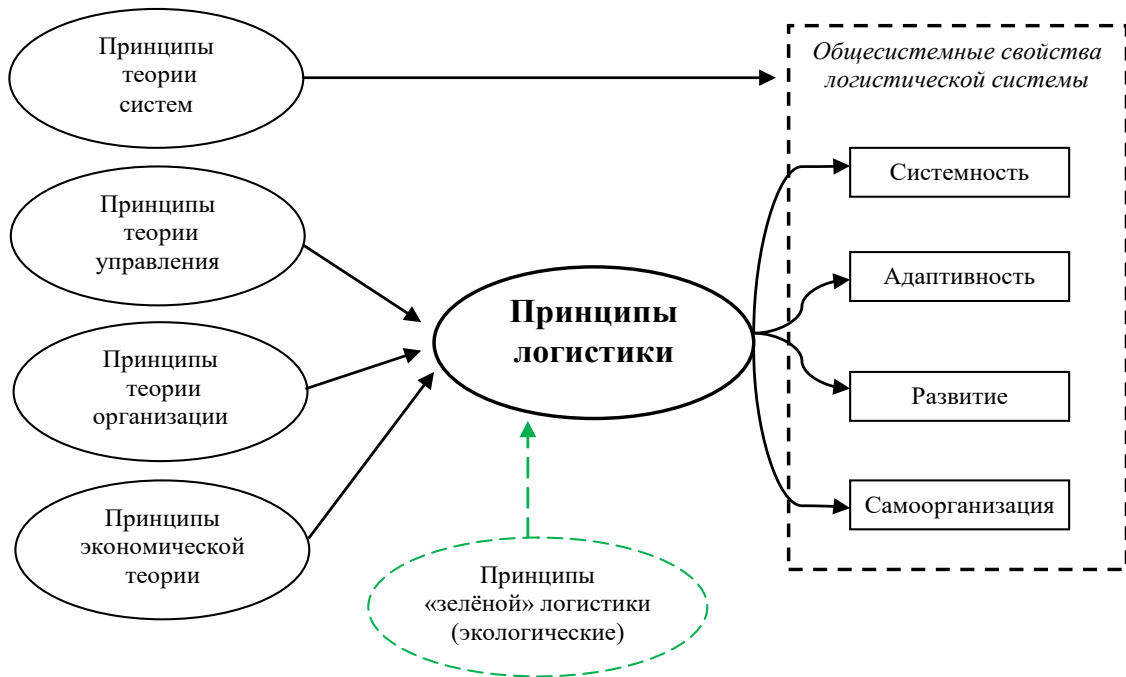 Принципы
теории
систем
Принципы
теории
управления
Принципы
теории
организации
Принципы
экономической
теории
Принципы
логистики
Принципы
«зелёной» логистики
(экологические)
Общесистемные свойства
логистической системы
Системность
Адаптивность
Развитие
Самоорганизация